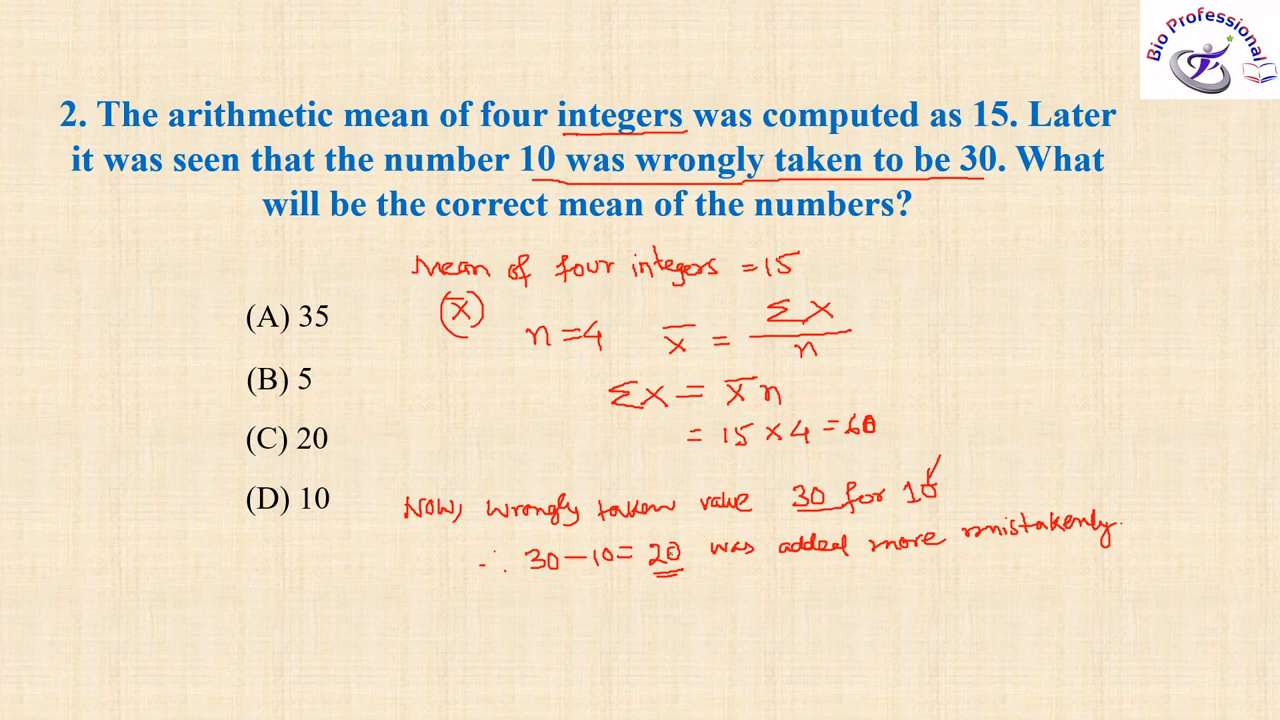 Bio Professional
2. The arithmetic mean of four integers was computed as 15. Later
it was seen that the number 10 was wrongly taken to be 30. What
will be the correct mean of the numbers?
Mean of four integers = 15
(A) 35
(x̄)
n = 4
x̄ = Σx / n
(B) 5
Σx = x̄ n
(C) 20
= 15 × 4 = 60
(D) 10
Now, wrongly taken value 30 for 10
∴ 30 – 10 = 20 was added more mistakenly.